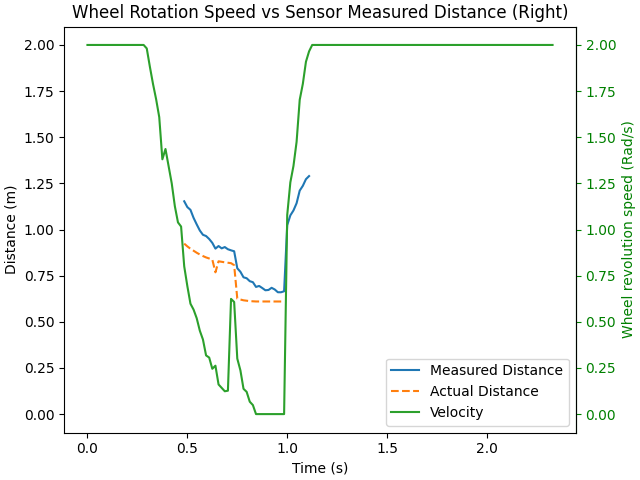 Wheel Rotation Speed vs Sensor Measured Distance (Right)
Distance (m)
2.00
1.75
1.50
1.25
1.00
0.75
0.50
0.25
0.00
2.00
1.75
1.50
1.25
1.00
0.75
0.50
0.25
0.00
Wheel revolution speed (Rad/s)
Measured Distance
Actual Distance
Velocity
0.0 0.5 1.0 1.5 2.0
Time (s)